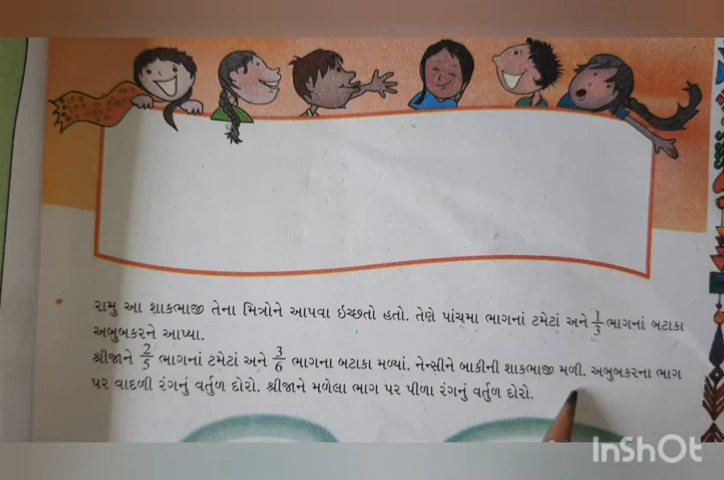 રામુ આ શાકભાજી તેના મિત્રોને આપવા ઇચ્છતો હતો. તેણે પાંચમા ભાગનાં ટમેટાં અને 1/3 ભાગનાં બટાકા
અબુબકરને આપ્યા.
શ્રીજાને 2/5 ભાગનાં ટમેટાં અને 3/6 ભાગના બટાકા મળ્યાં. નેન્સીને બાકીની શાકભાજી મળી. અબુબકરના ભાગ
પર વાદળી રંગનું વર્તુળ દોરો. શ્રીજાને મળેલા ભાગ પર પીળા રંગનું વર્તુળ દોરો.
InShOt